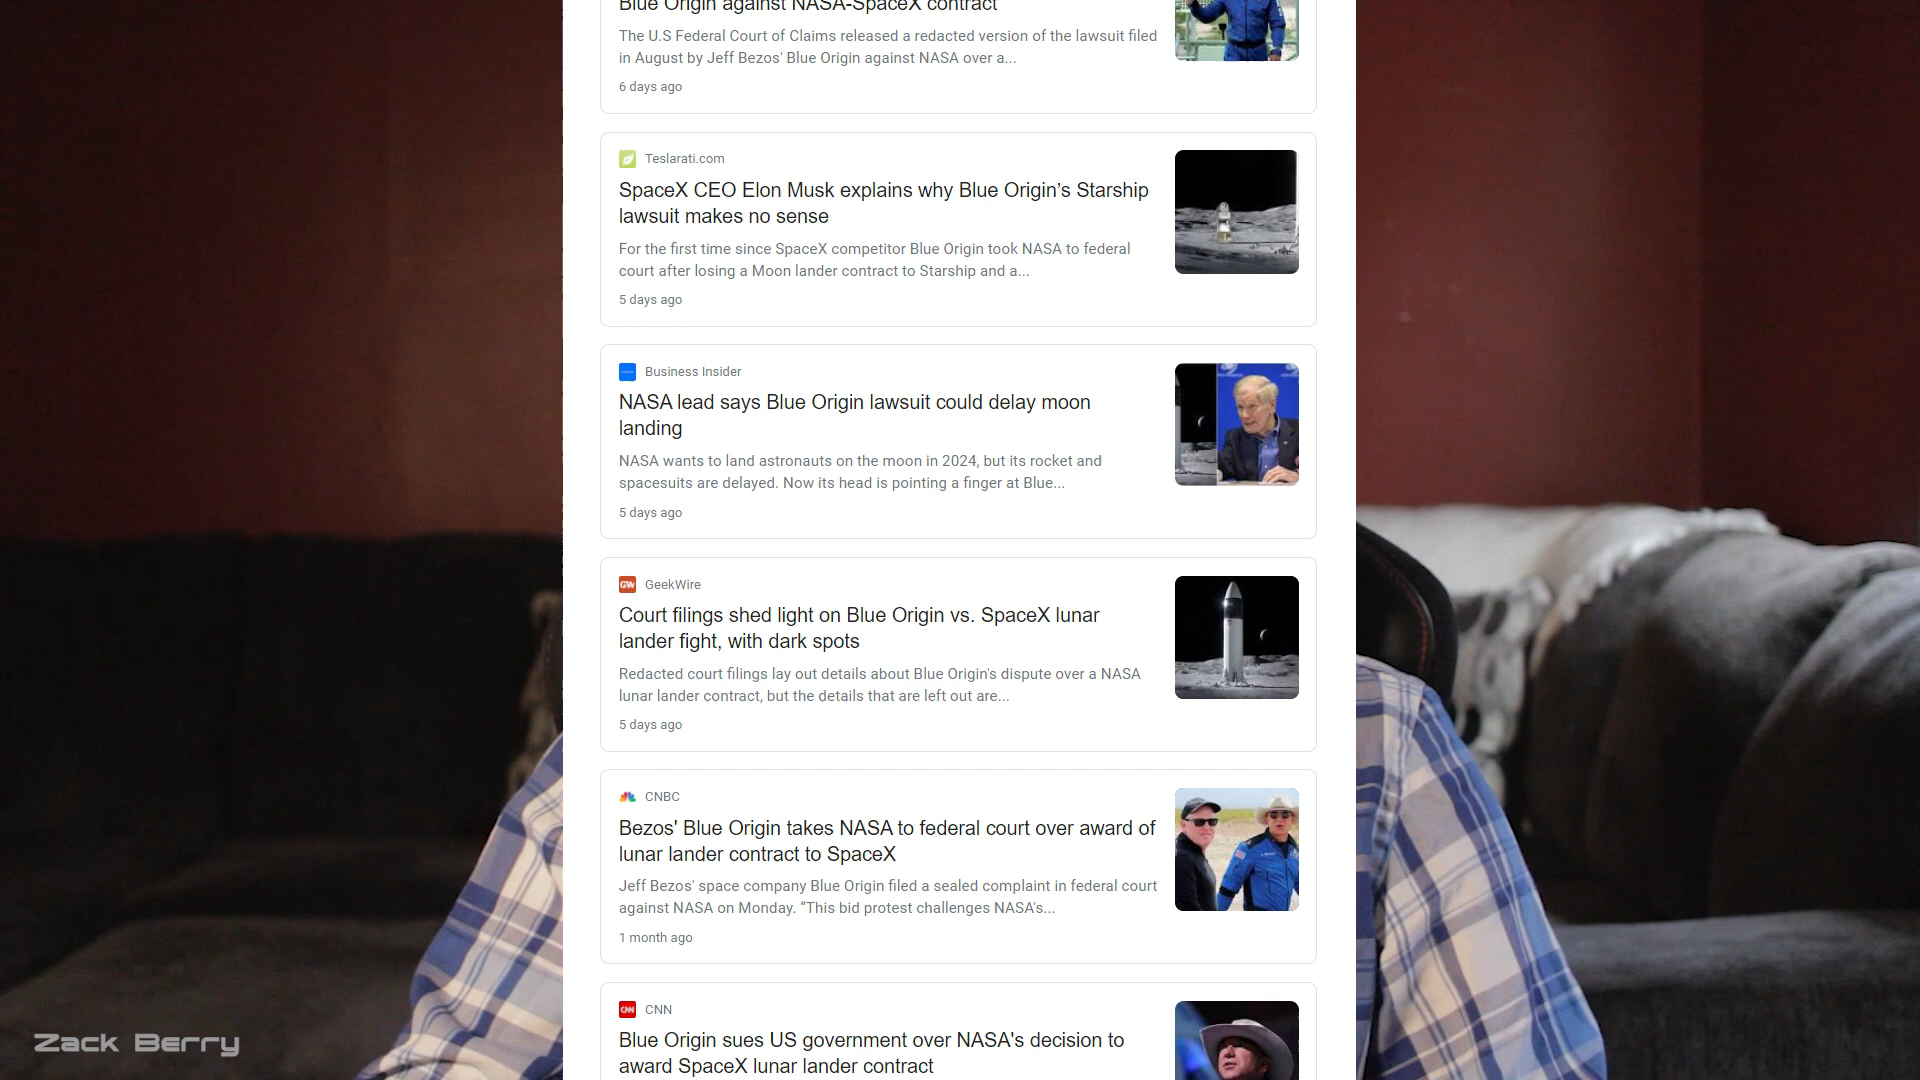 Blue Origin against NASA-SpaceX contract
The U.S Federal Court of Claims released a redacted version of the lawsuit filed
in August by Jeff Bezos' Blue Origin against NASA over a...
6 days ago
Teslarati.com
SpaceX CEO Elon Musk explains why Blue Origin’s Starship
lawsuit makes no sense
For the first time since SpaceX competitor Blue Origin took NASA to federal
court after losing a Moon lander contract to Starship and a...
5 days ago
Business Insider
NASA lead says Blue Origin lawsuit could delay moon
landing
NASA wants to land astronauts on the moon in 2024, but its rocket and
spacesuits are delayed. Now its head is pointing a finger at Blue...
5 days ago
GW GeekWire
Court filings shed light on Blue Origin vs. SpaceX lunar
lander fight, with dark spots
Redacted court filings lay out details about Blue Origin's dispute over a NASA
lunar lander contract, but the details that are left out are...
5 days ago
CNBC
Bezos' Blue Origin takes NASA to federal court over award of
lunar lander contract to SpaceX
Jeff Bezos' space company Blue Origin filed a sealed complaint in federal court
against NASA on Monday. “This bid protest challenges NASA's...
1 month ago
CNN CNN
Blue Origin sues US government over NASA's decision to
award SpaceX lunar lander contract
Zack Berry